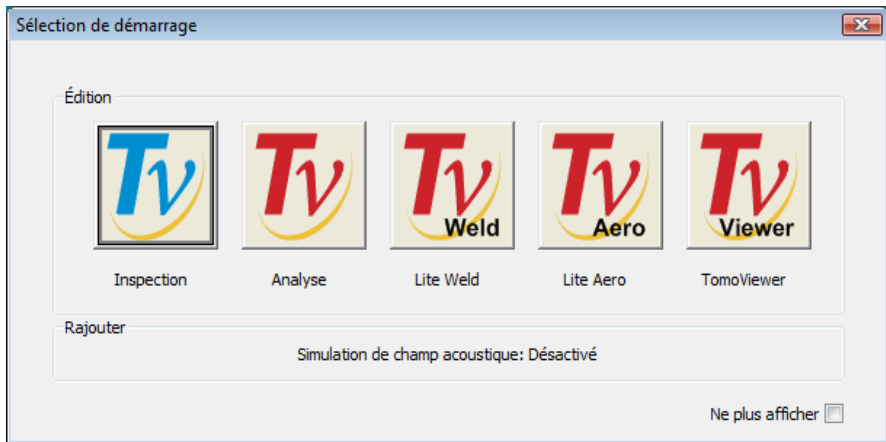 Sélection de démarrage
Édition
Tv Tv Tv Weld Tv Aero Tv Viewer
Inspection Analyse Lite Weld Lite Aero TomoViewer
Rajouter
Simulation de champ acoustique: Désactivé
Ne plus afficher